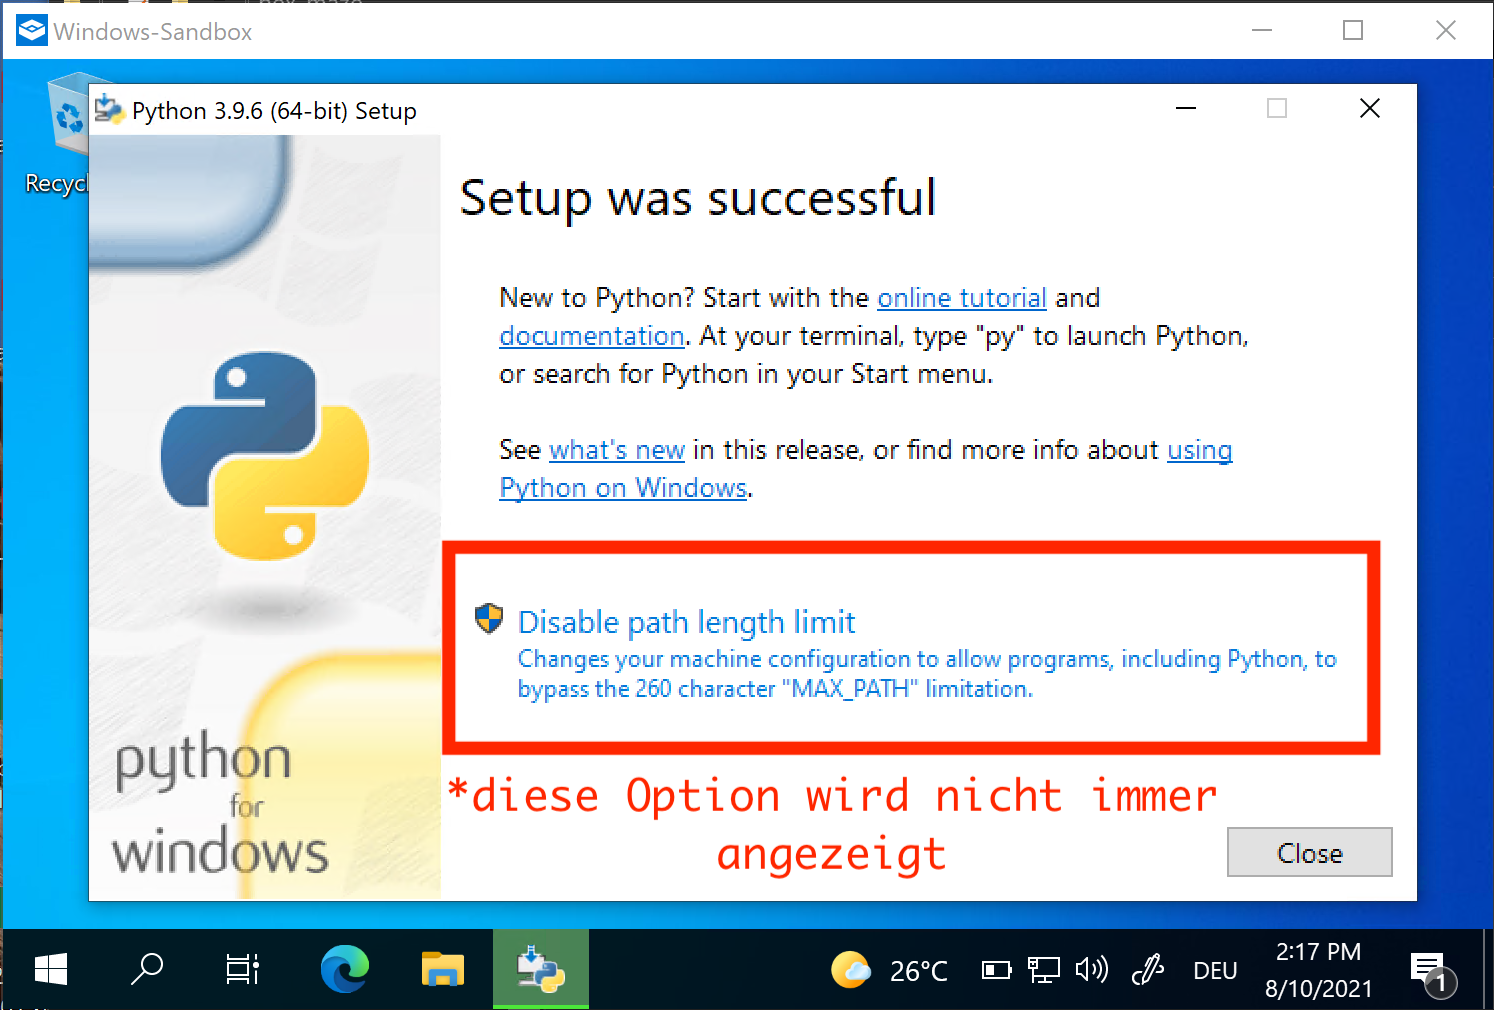 Windows-Sandbox
Recycl
Python 3.9.6 (64-bit) Setup
Setup was successful
New to Python? Start with the online tutorial and
documentation. At your terminal, type "py" to launch Python,
or search for Python in your Start menu.
See what's new in this release, or find more info about using
Python on Windows.
Disable path length limit
Changes your machine configuration to allow programs, including Python, to
bypass the 260 character "MAX_PATH" limitation.
*diese Option wird nicht immer
angezeigt
python
for
windows
Close
26°C
DEU
2:17 PM
8/10/2021
1